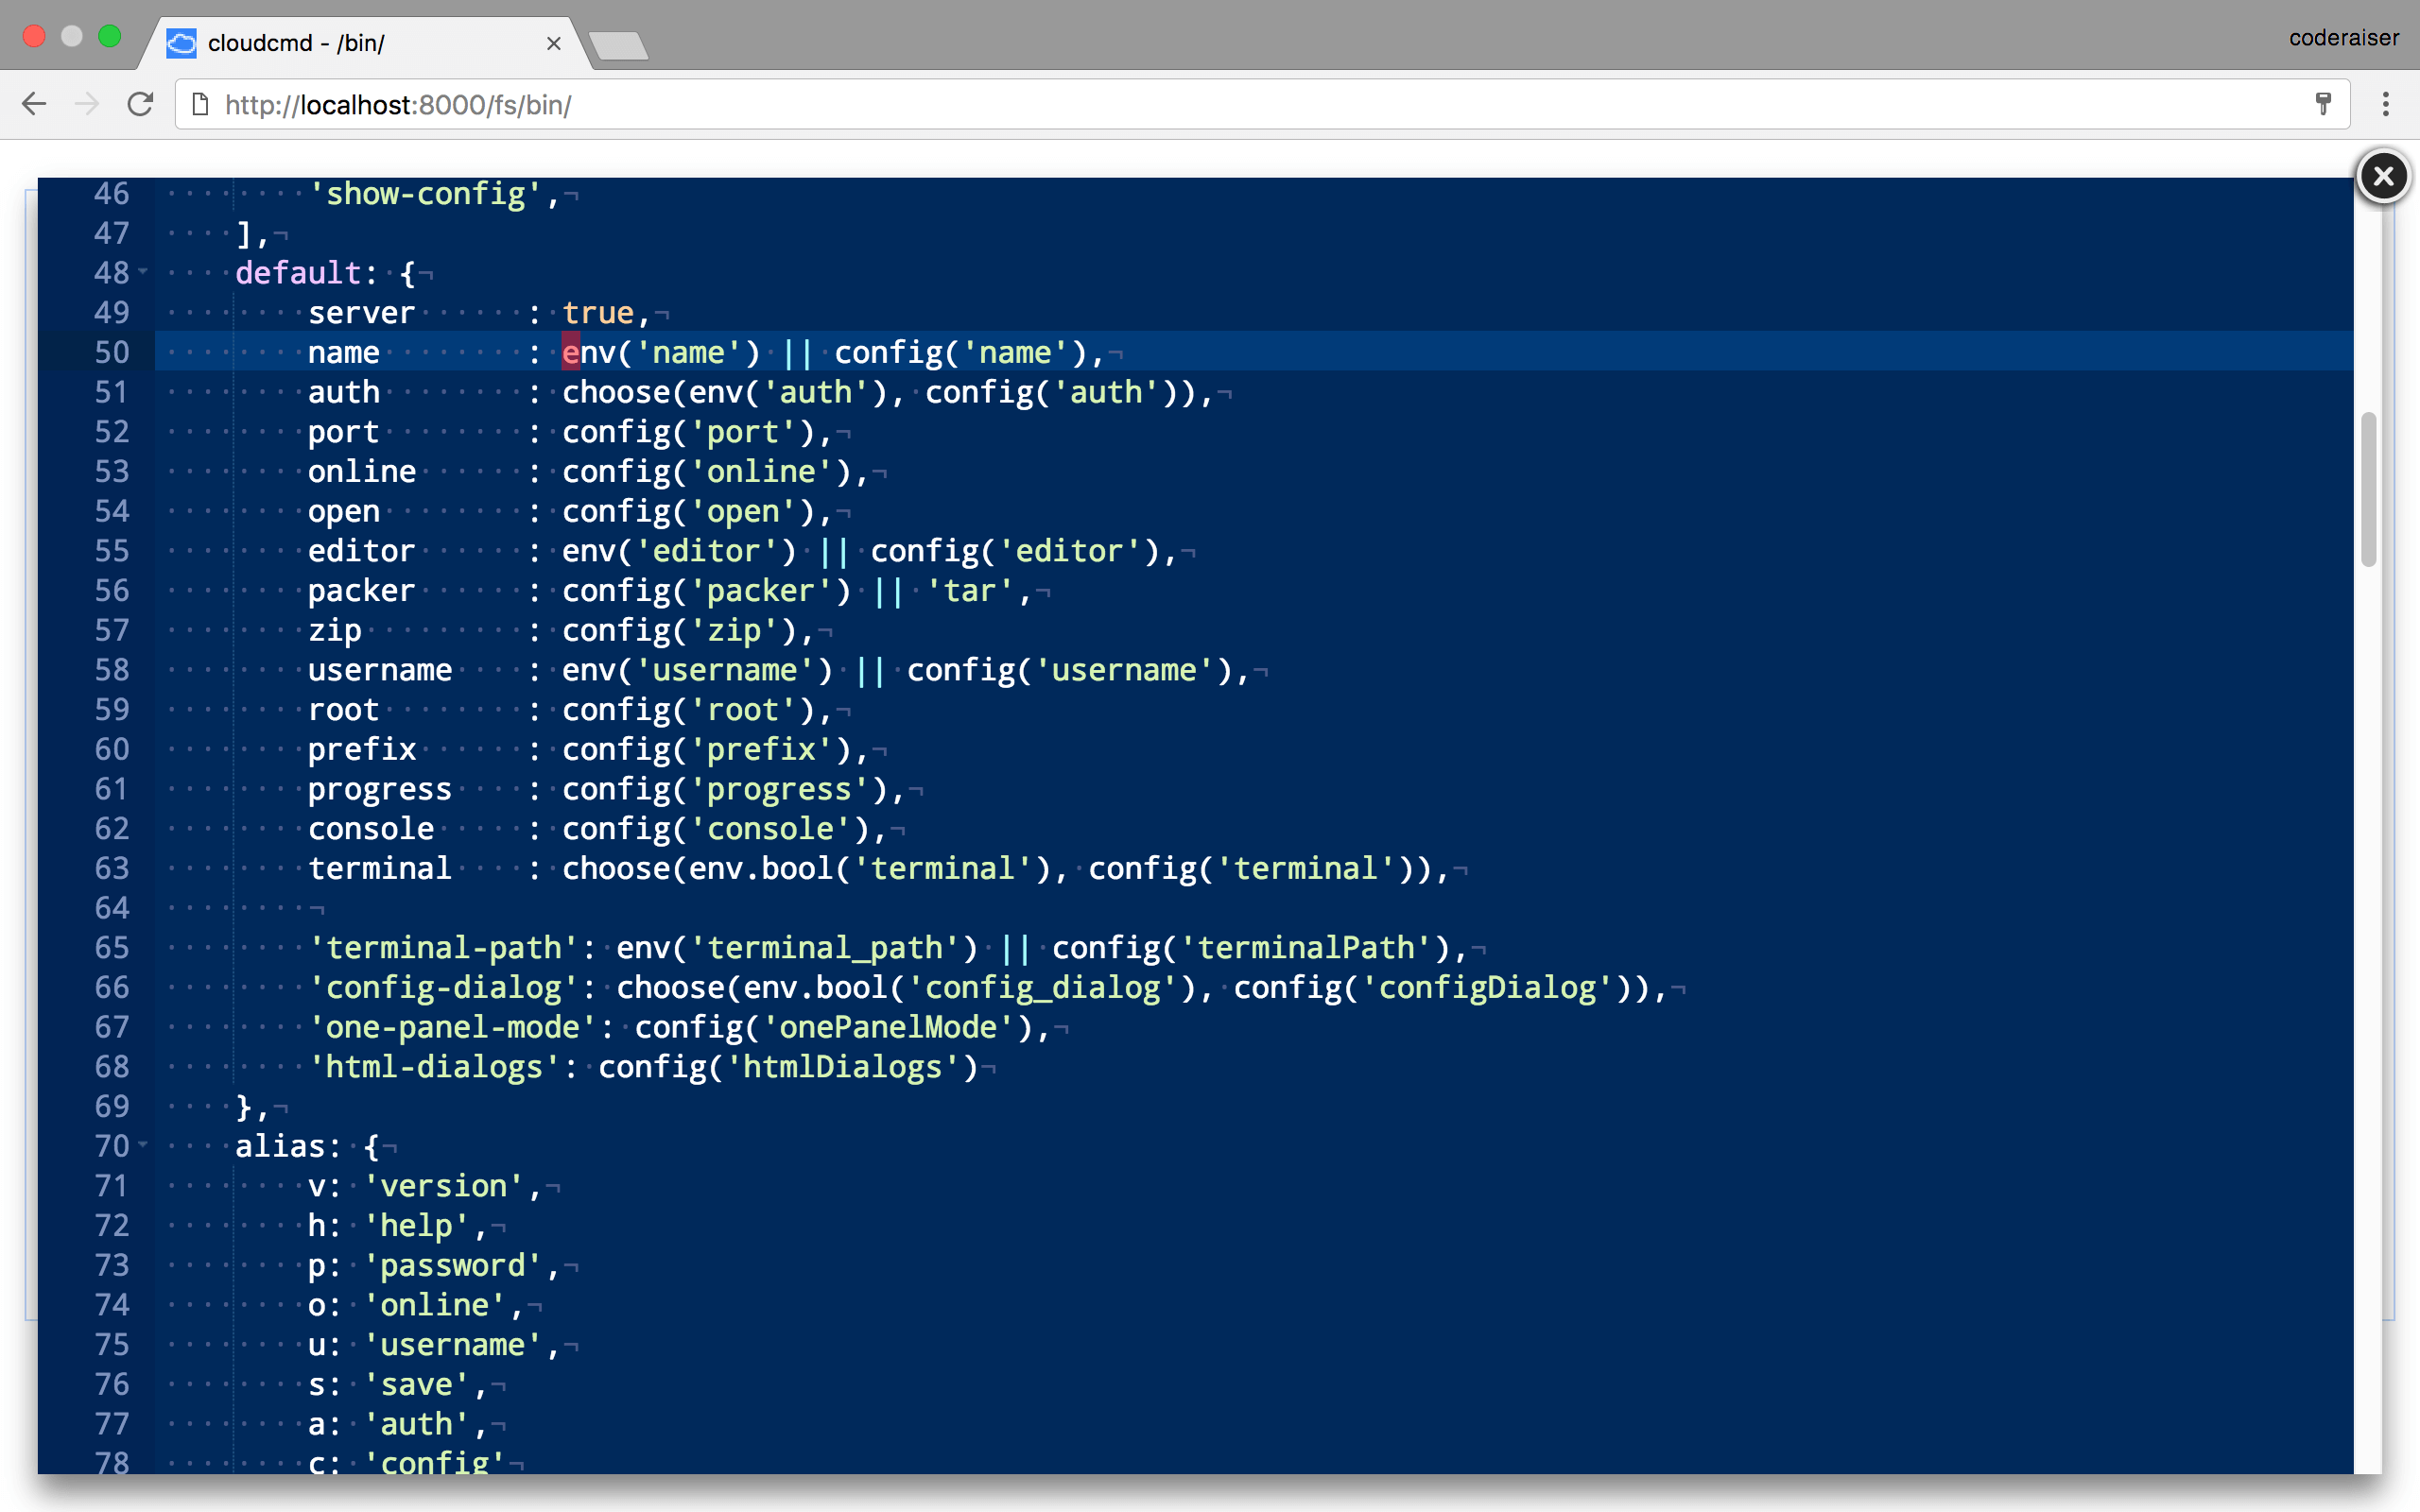 cloudcmd - /bin/
coderaiser
http://localhost:8000/fs/bin/
46 'show-config',
47 ],
48 default: {
49 server : true,
50 name : env('name') || config('name'),
51 auth : choose(env('auth'), config('auth')),
52 port : config('port'),
53 online : config('online'),
54 open : config('open'),
55 editor : env('editor') || config('editor'),
56 packer : config('packer') || 'tar',
57 zip : config('zip'),
58 username : env('username') || config('username'),
59 root : config('root'),
60 prefix : config('prefix'),
61 progress : config('progress'),
62 console : config('console'),
63 terminal : choose(env.bool('terminal'), config('terminal')),
64
65 'terminal-path': env('terminal_path') || config('terminalPath'),
66 'config-dialog': choose(env.bool('config_dialog'), config('configDialog')),
67 'one-panel-mode': config('onePanelMode'),
68 'html-dialogs': config('htmlDialogs')
69 },
70 alias: {
71 v: 'version',
72 h: 'help',
73 p: 'password',
74 o: 'online',
75 u: 'username',
76 s: 'save',
77 a: 'auth',
78 c: 'config'